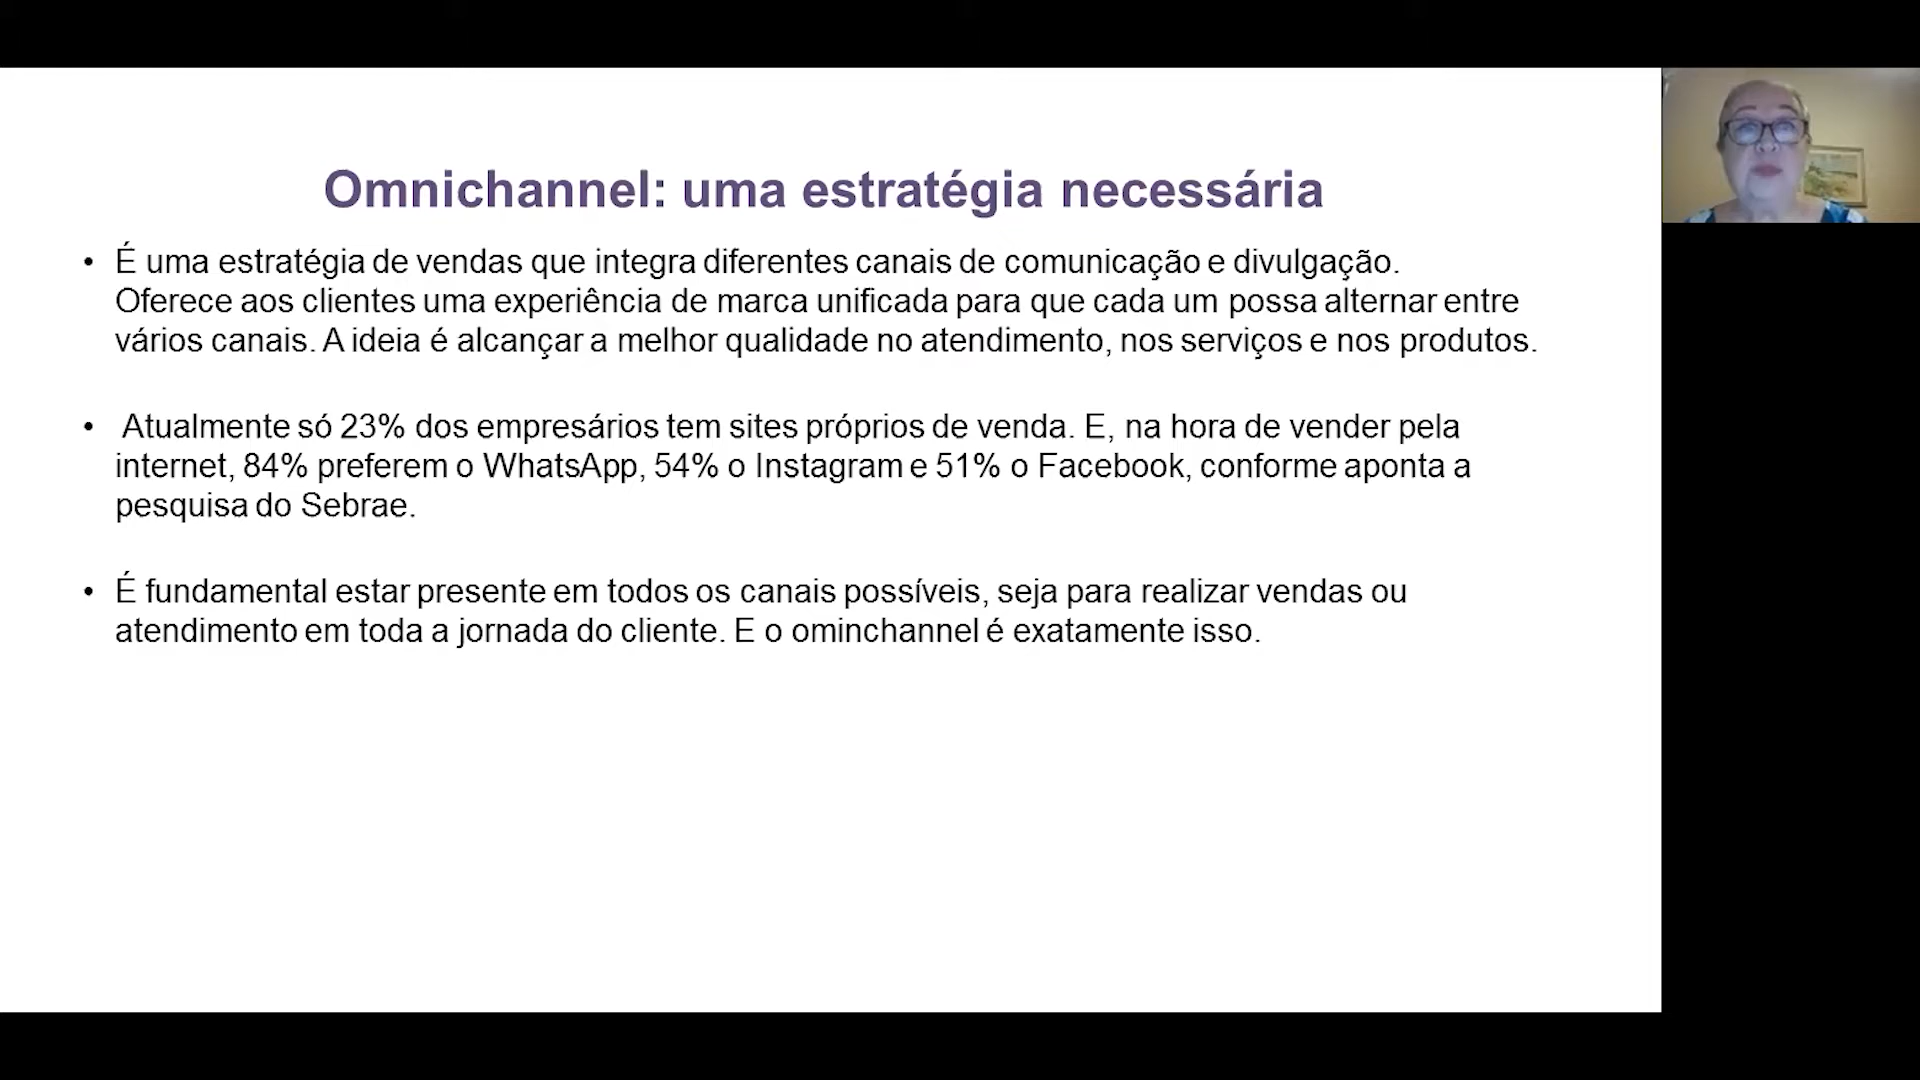 Omnichannel: uma estratégia necessária
• É uma estratégia de vendas que integra diferentes canais de comunicação e divulgação.
Oferece aos clientes uma experiência de marca unificada para que cada um possa alternar entre
vários canais. A ideia é alcançar a melhor qualidade no atendimento, nos serviços e nos produtos.
• Atualmente só 23% dos empresários tem sites próprios de venda. E, na hora de vender pela
internet, 84% preferem o WhatsApp, 54% o Instagram e 51% o Facebook, conforme aponta a
pesquisa do Sebrae.
• É fundamental estar presente em todos os canais possíveis, seja para realizar vendas ou
atendimento em toda a jornada do cliente. E o ominchannel é exatamente isso.